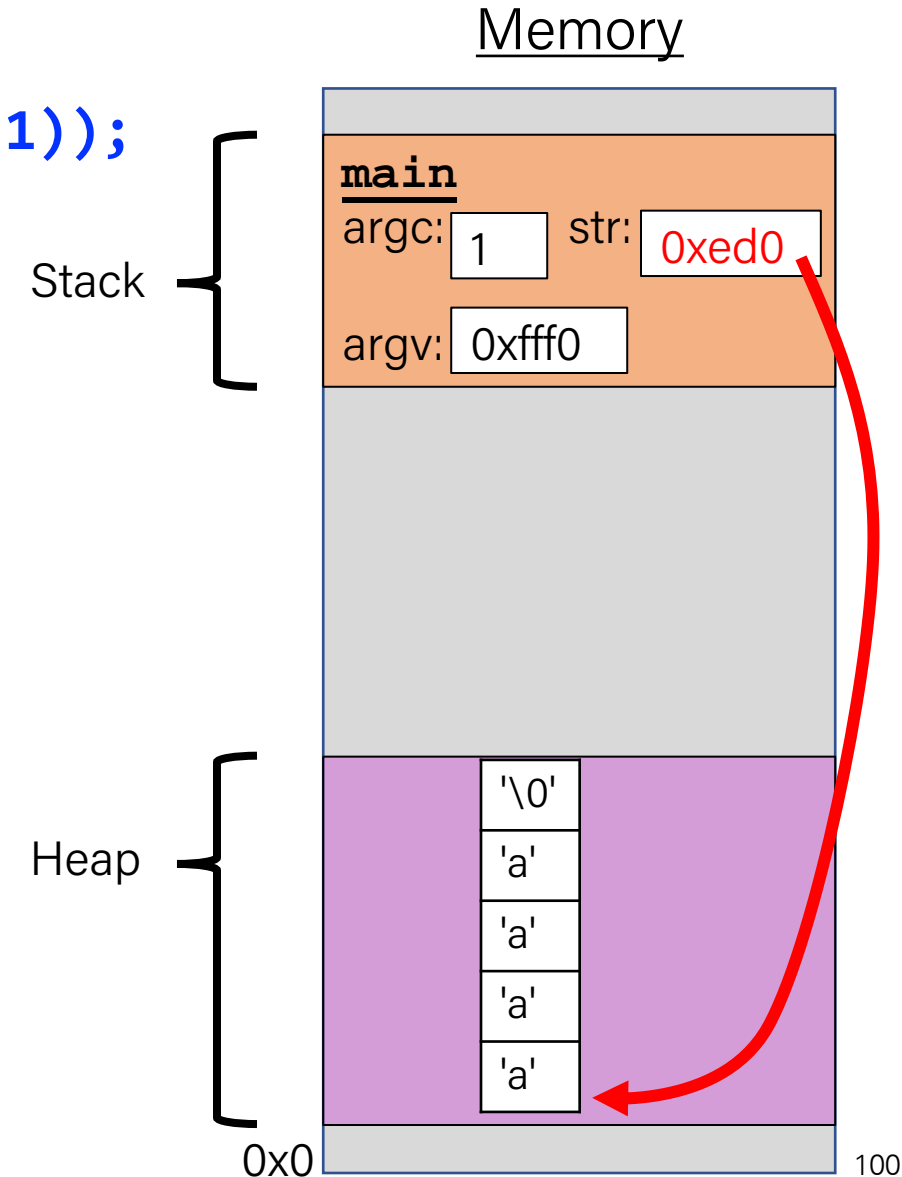 Memory
1));
main
argc: 1 str: 0xed0
Stack
argv: 0xfff0
'\0'
'a'
Heap
'a'
'a'
'a'
0x0
100